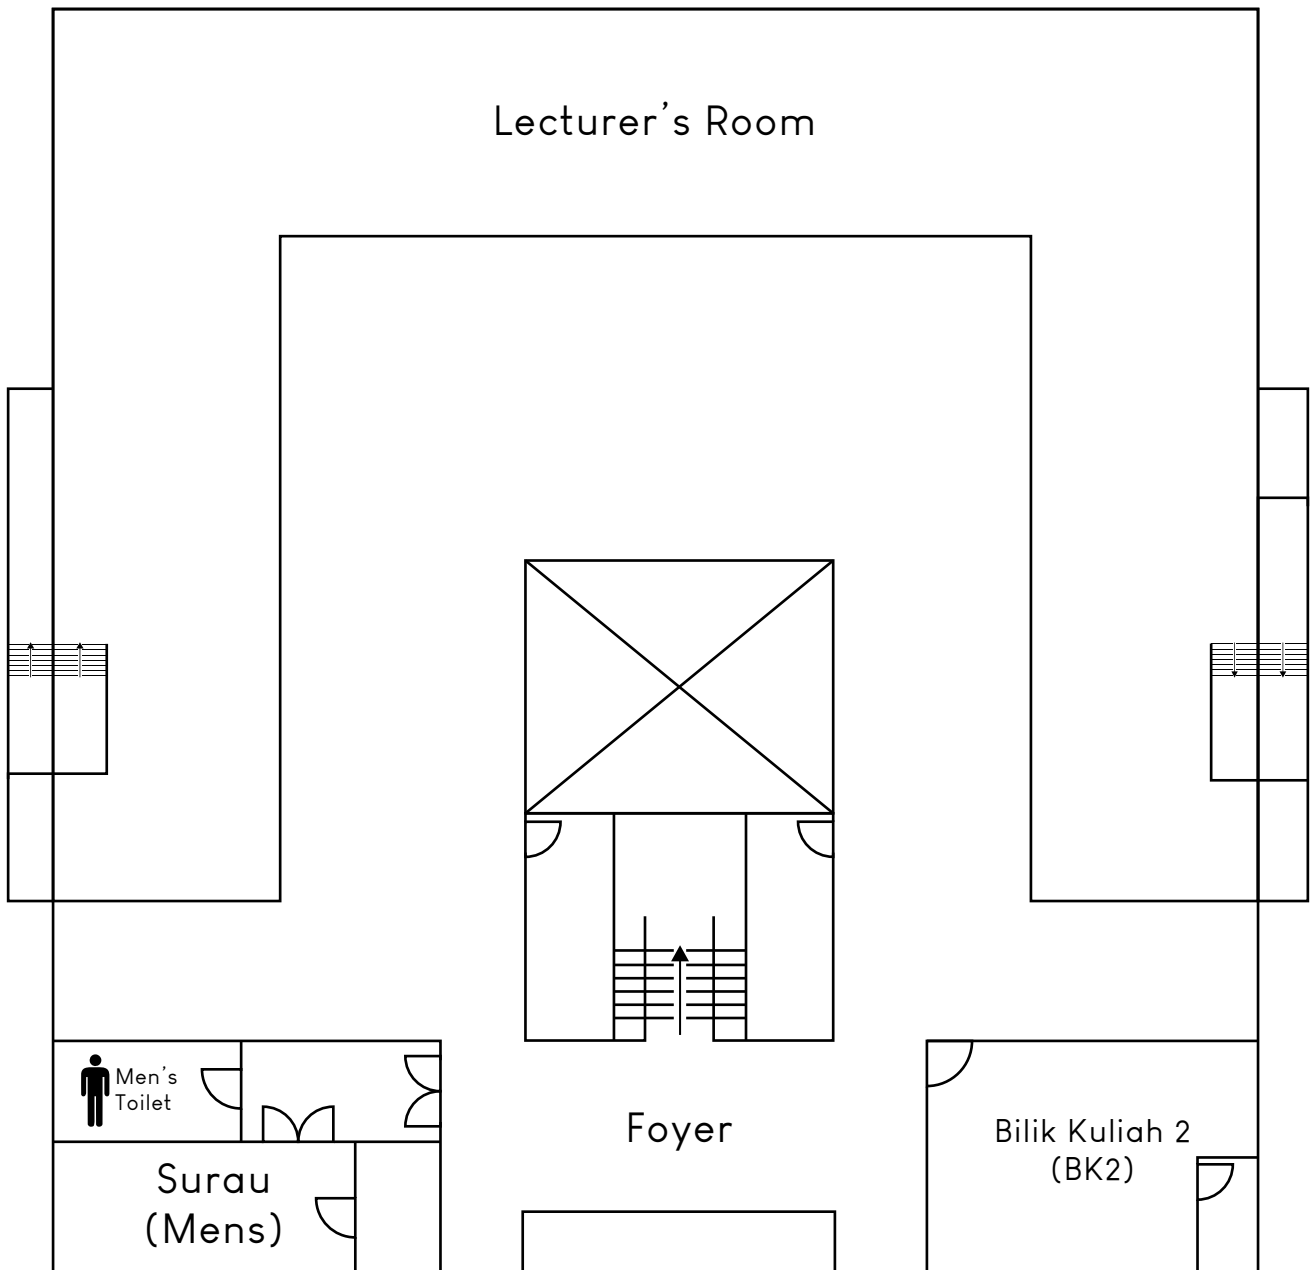 Lecturer's Room
Men's
Toilet
Foyer
Bilik Kuliah 2
(BK2)
Surau
(Mens)